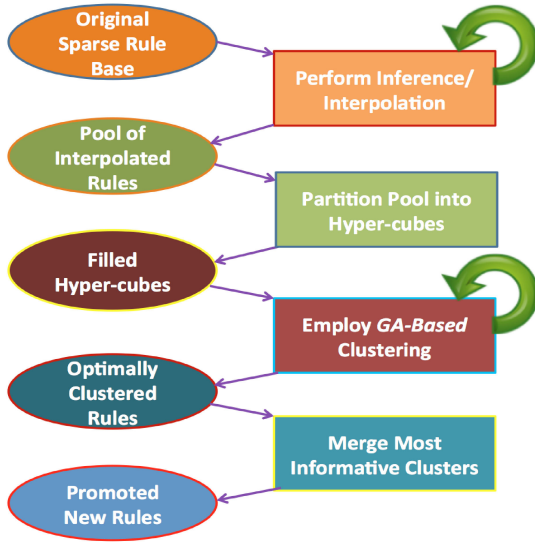 Original
Sparse Rule
Base
Perform Inference/
Interpolation
Pool of
Interpolated
Rules
Partition Pool into
Hyper-cubes
Filled
Hyper-cubes
Employ GA-Based
Clustering
Optimally
Clustered
Rules
Merge Most
Informative Clusters
Promoted
New Rules